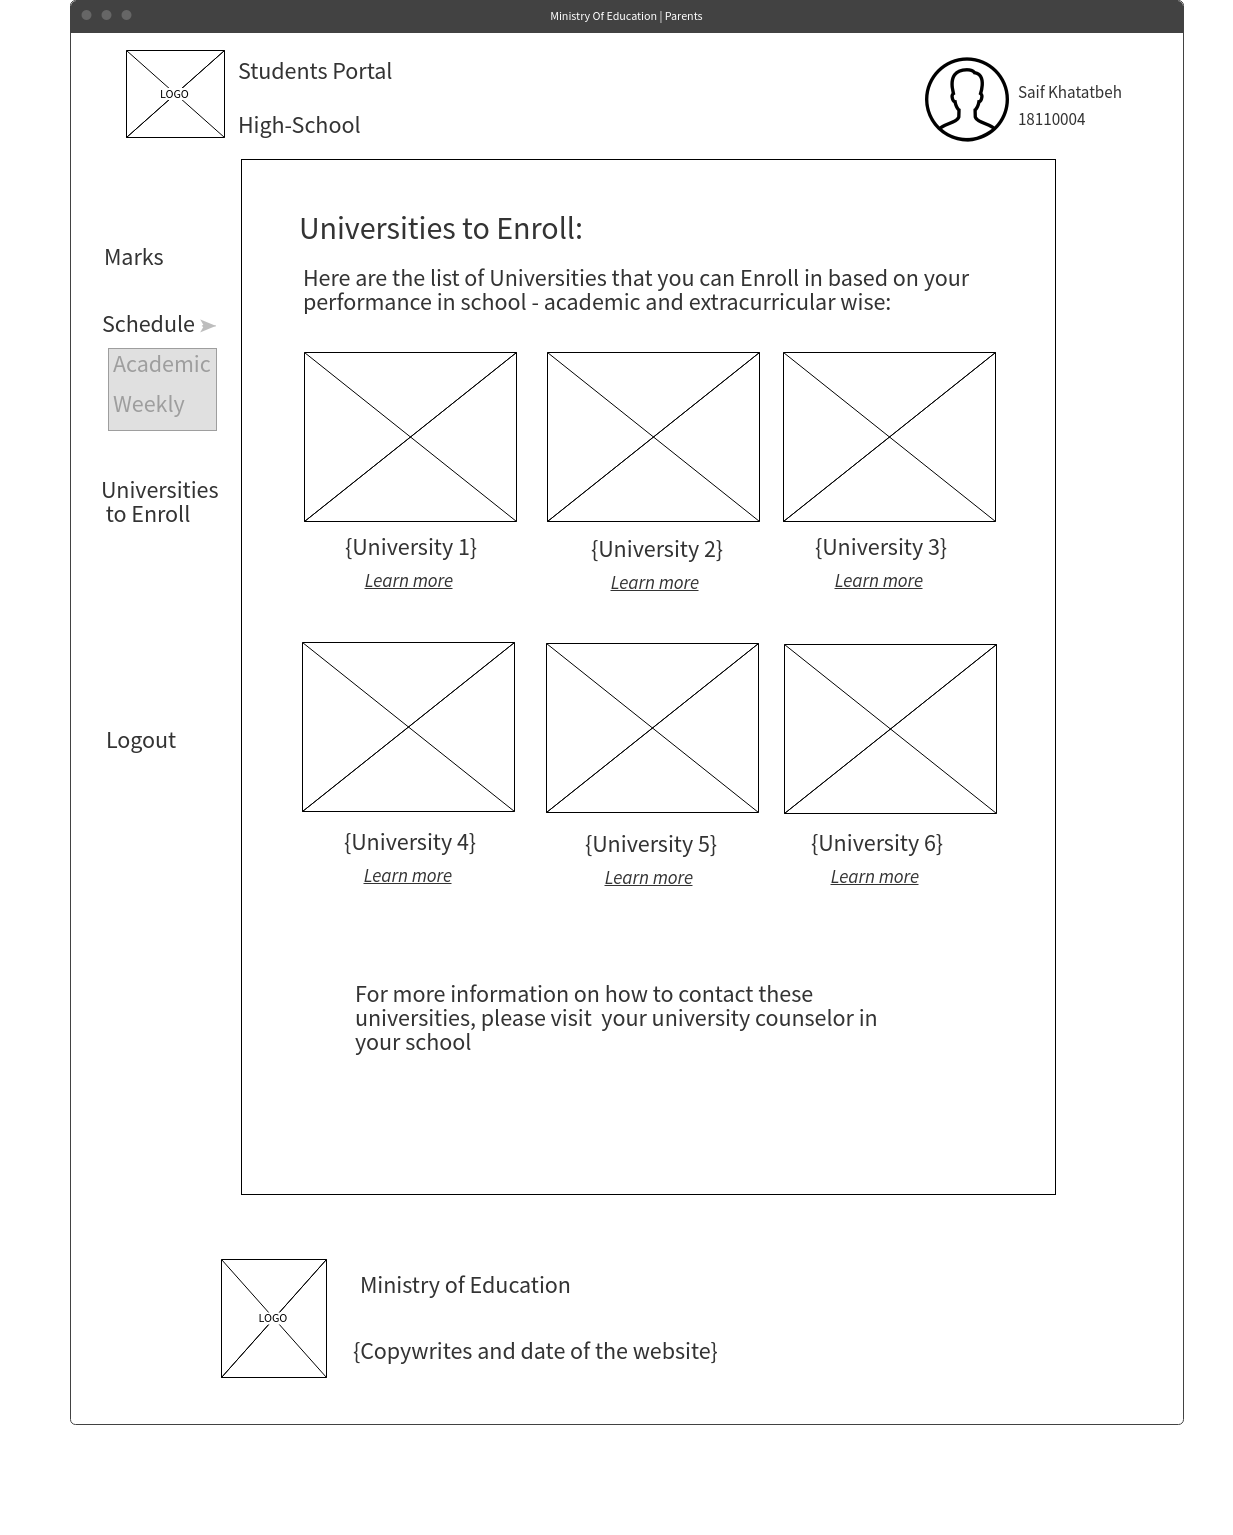 Ministry Of Education | Parents
LOGO
Students Portal
High-School
Saif Khatatbeh
18110004
Marks
Schedule
Academic
Weekly
Universities
to Enroll
Logout
Universities to Enroll:
Here are the list of Universities that you can Enroll in based on your
performance in school - academic and extracurricular wise:
{University 1}
Learn more
{University 2}
Learn more
{University 3}
Learn more
{University 4}
Learn more
{University 5}
Learn more
{University 6}
Learn more
For more information on how to contact these
universities, please visit  your university counselor in
your school
LOGO
Ministry of Education
{Copywrites and date of the website}